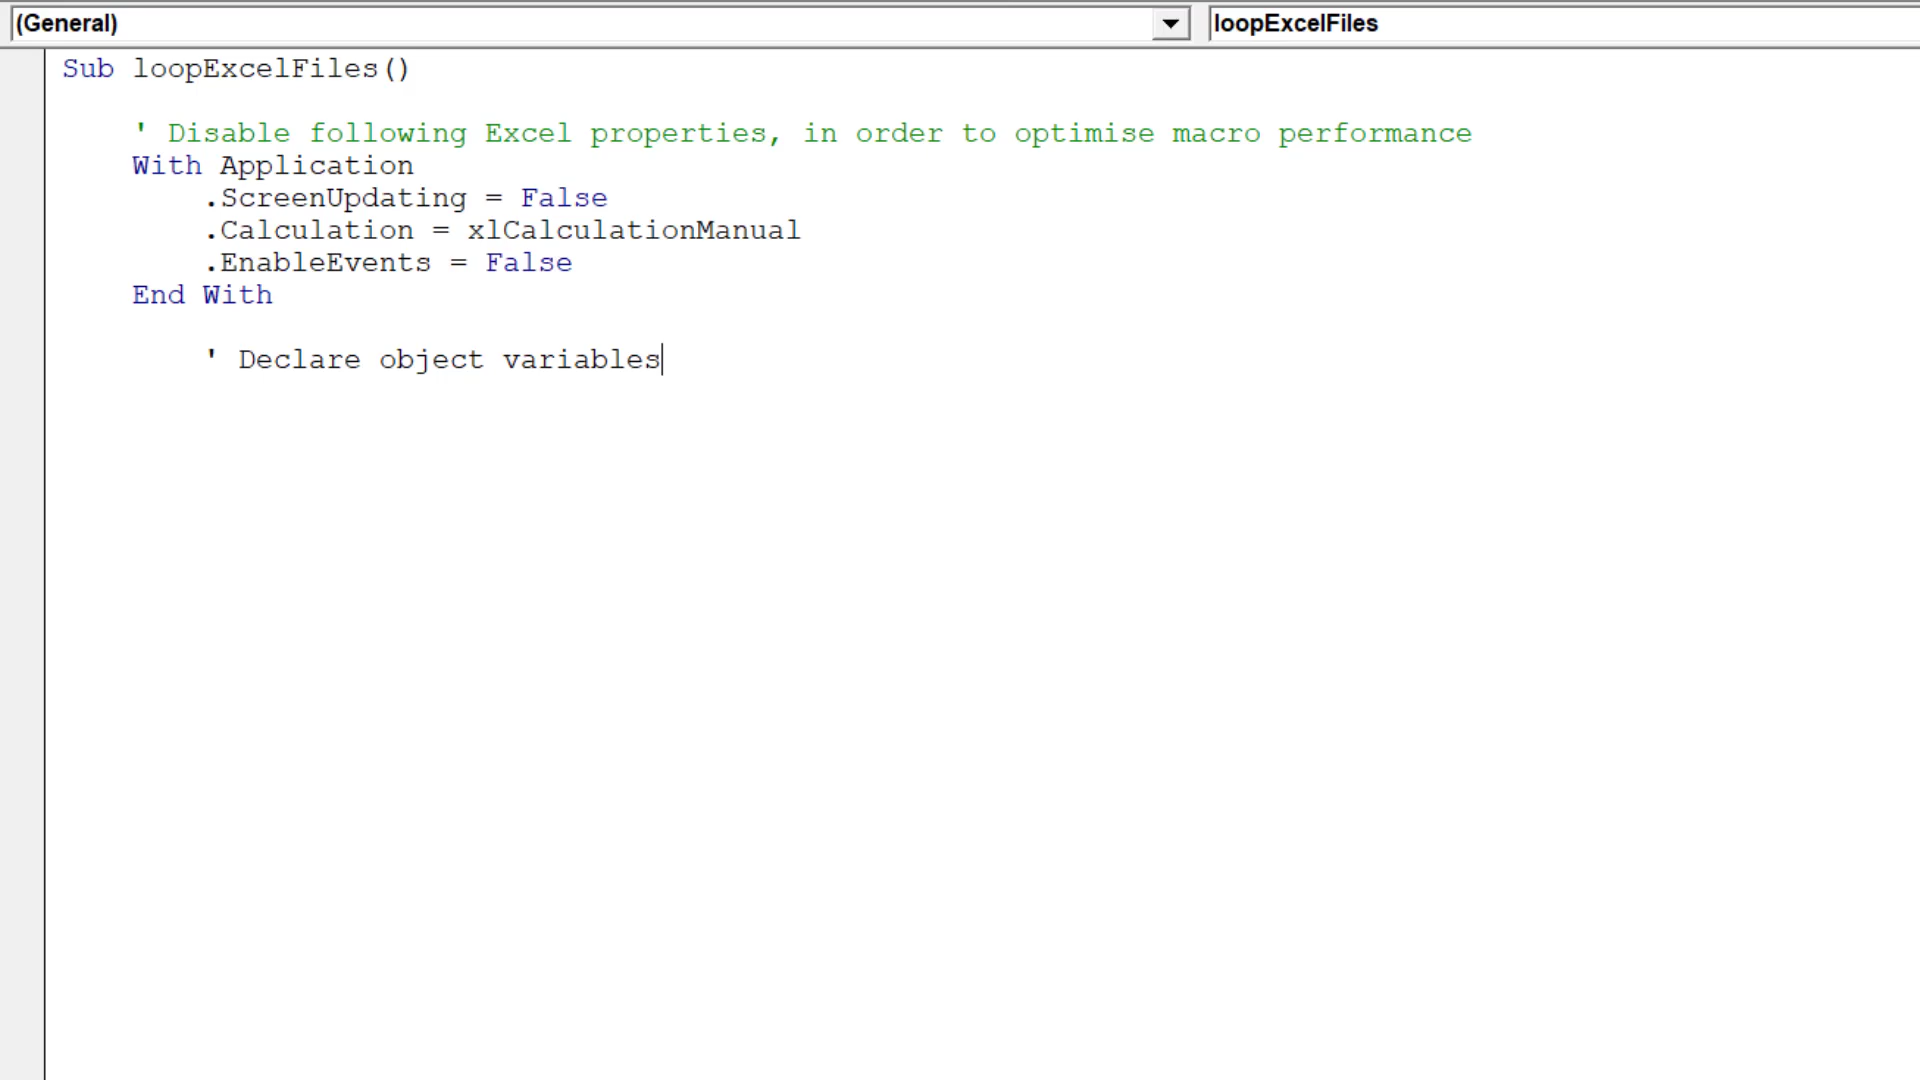 (General)
loopExcelFiles
Sub loopExcelFiles()
' Disable following Excel properties, in order to optimise macro performance
With Application
.ScreenUpdating = False
.Calculation = xlCalculationManual
.EnableEvents = False
End With
' Declare object variables